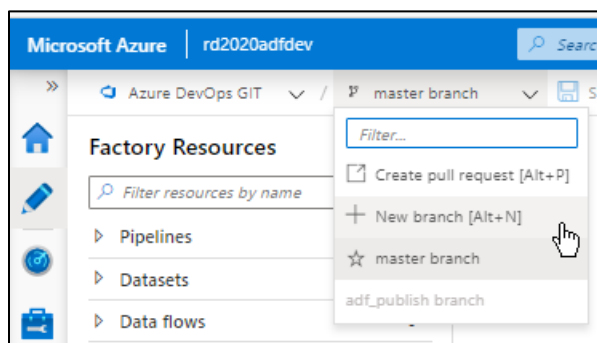 Microsoft Azure rd2020adfdev Searc
» Azure DevOps GIT / master branch S
Filter...
Factory Resources
Create pull request [Alt+P]
Filter resources by name
New branch [Alt+N]
Pipelines
master branch
Datasets
adf_publish branch
Data flows